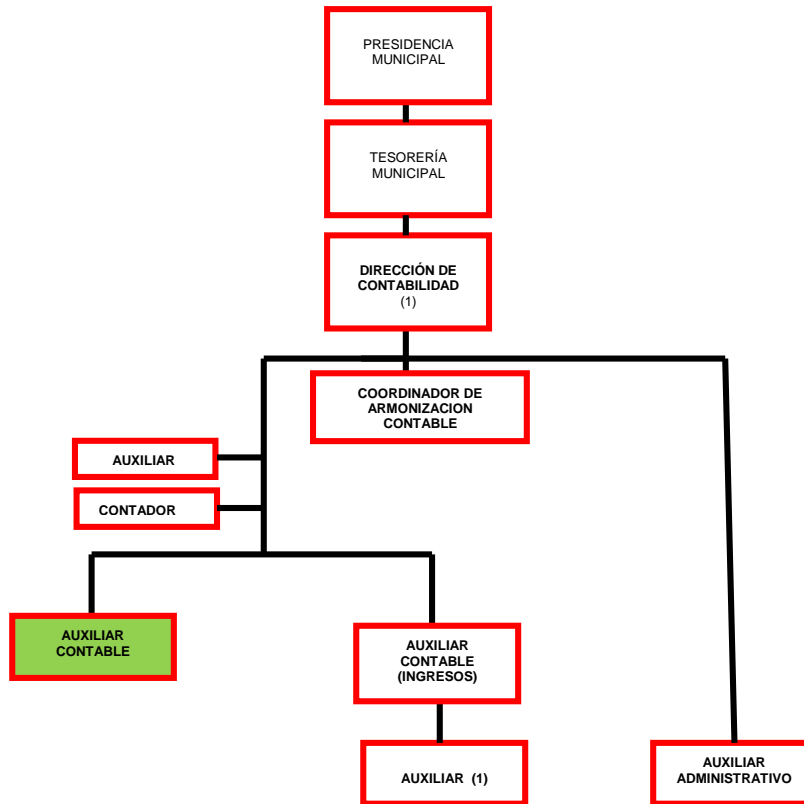 PRESIDENCIA
MUNICIPAL
TESORERÍA
MUNICIPAL
DIRECCIÓN DE
CONTABILIDAD
(1)
COORDINADOR DE
ARMONIZACION
CONTABLE
AUXILIAR
CONTADOR
AUXILIAR
CONTABLE
AUXILIAR
CONTABLE
(INGRESOS)
AUXILIAR (1)
AUXILIAR
ADMINISTRATIVO